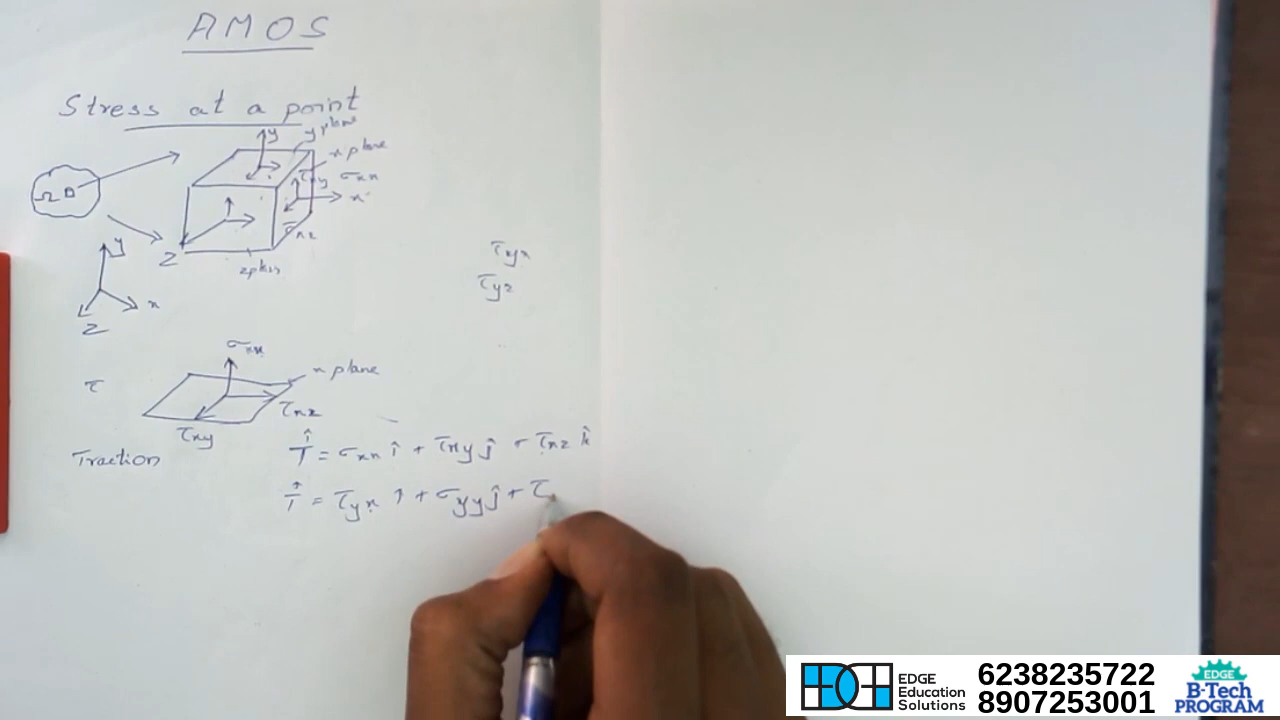 AMOS
Stress at a point
y
y plane
x plane
τxy σxx
x
τxz
z
z plane
y
x
z
τyx
τyz
σxx
x plane
τ
τxz
τxy
Traction
T̂ = σxx î + τxy ĵ + τxz k̂
T̂ = τyx î + σyy ĵ + τ
EDGE
Education
Solutions
6238235722
8907253001
EDGE
B-Tech
PROGRAM